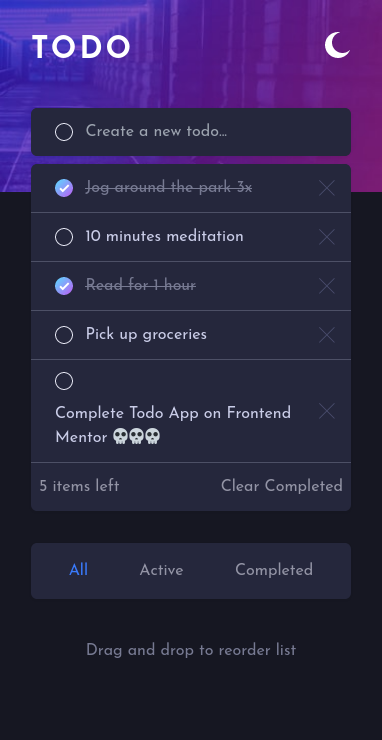 TODO
Create a new todo...
Jog around the park 3x
10 minutes meditation
Read for 1 hour
Pick up groceries
Complete Todo App on Frontend
Mentor 💀💀💀
5 items left Clear Completed
All Active Completed
Drag and drop to reorder list